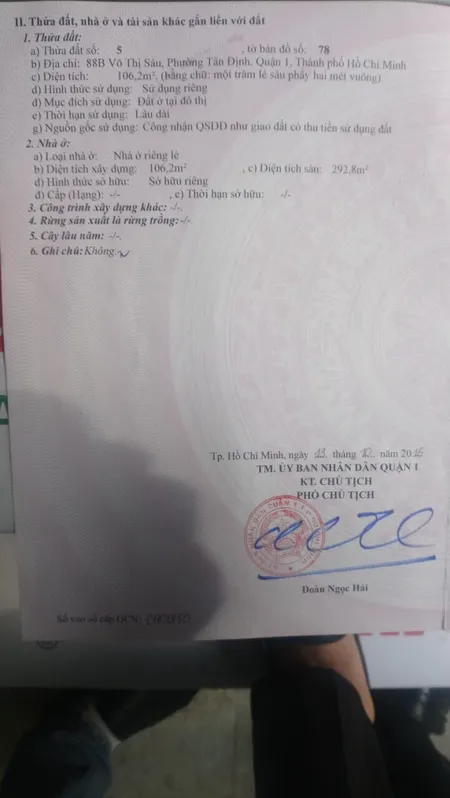 II. Thửa đất, nhà ở và tài sản khác gắn liền với đất
1. Thửa đất:
a) Thửa đất số: 5 , tờ bản đồ số: 78
b) Địa chỉ: 88B Võ Thị Sáu, Phường Tân Định, Quận 1, Thành phố Hồ Chí Minh
c) Diện tích: 106,2m², (bằng chữ: một trăm lẻ sáu phẩy hai mét vuông)
d) Hình thức sử dụng: Sử dụng riêng
đ) Mục đích sử dụng: Đất ở tại đô thị
e) Thời hạn sử dụng: Lâu dài
g) Nguồn gốc sử dụng: Công nhận QSDĐ như giao đất có thu tiền sử dụng đất
2. Nhà ở:
a) Loại nhà ở: Nhà ở riêng lẻ
b) Diện tích xây dựng: 106,2m² , c) Diện tích sàn: 292,8m²
d) Hình thức sở hữu: Sở hữu riêng
đ) Cấp (Hạng): -/- , e) Thời hạn sở hữu: -/-
3. Công trình xây dựng khác: -/-.
4. Rừng sản xuất là rừng trồng: -/-
5. Cây lâu năm: -/-.
6. Ghi chú: Không.
Tp. Hồ Chí Minh, ngày tháng năm 2015
TM. ỦY BAN NHÂN DÂN QUẬN 1
KT. CHỦ TỊCH
PHÓ CHỦ TỊCH
Đoàn Ngọc Hải
Số vào sổ cấp GCN: